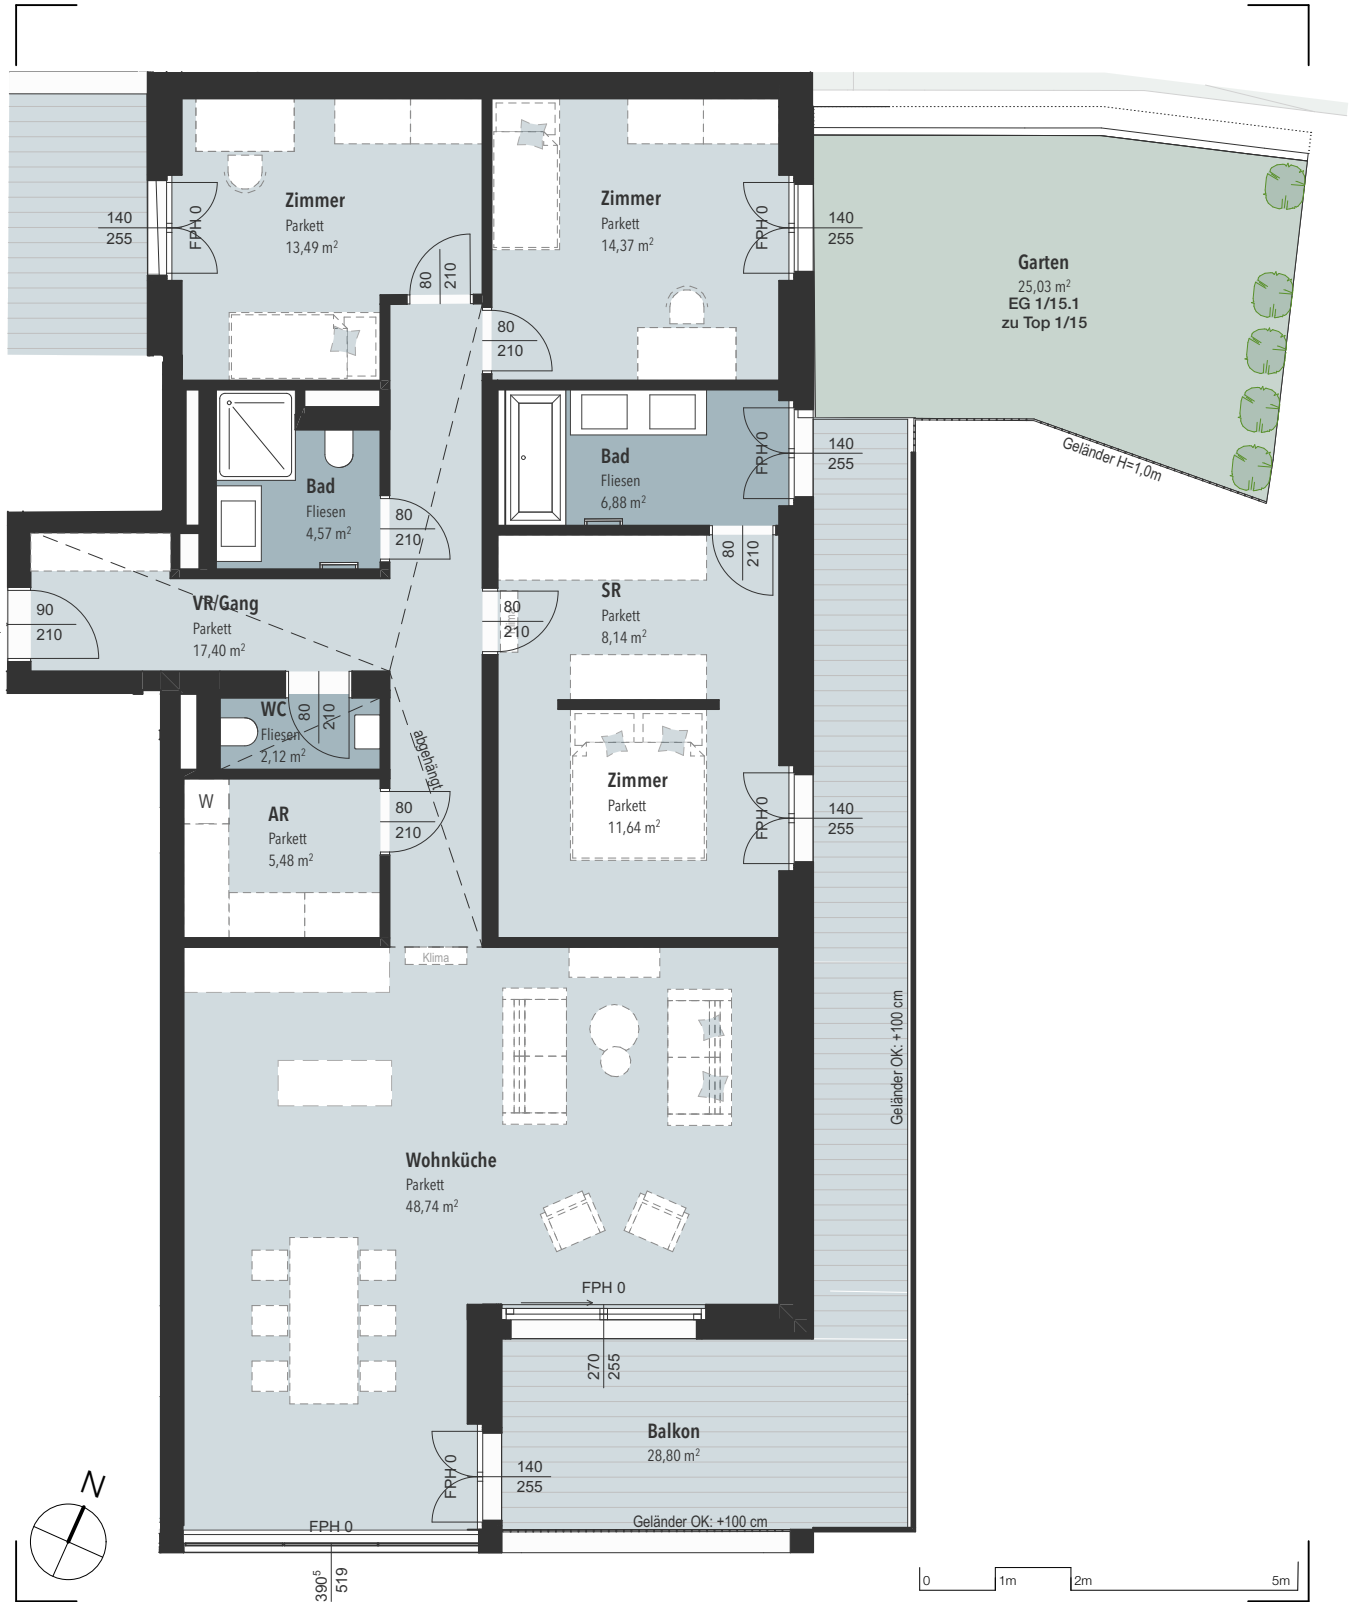 Zimmer
Parkett
13,49 m²
140
255
FPH 0
80
210
Zimmer
Parkett
14,37 m²
FPH 0
140
255
80
210
Garten
25,03 m²
EG 1/15.1
zu Top 1/15
Geländer H=1,0m
Bad
Fliesen
4,57 m²
80
210
Bad
Fliesen
6,88 m²
FPH 0
140
255
80
210
VR/Gang
Parkett
17,40 m²
90
210
SR
Parkett
8,14 m²
80
210
WC
Fliesen
2,12 m²
80
210
abgehängt
Zimmer
Parkett
11,64 m²
FPH 0
140
255
W
AR
Parkett
5,48 m²
80
210
Klima
Geländer OK: +100 cm
Wohnküche
Parkett
48,74 m²
FPH 0
270
255
Balkon
28,80 m²
FPH 0
140
255
Geländer OK: +100 cm
FPH 0
390⁵
519
N
0
1m
2m
5m